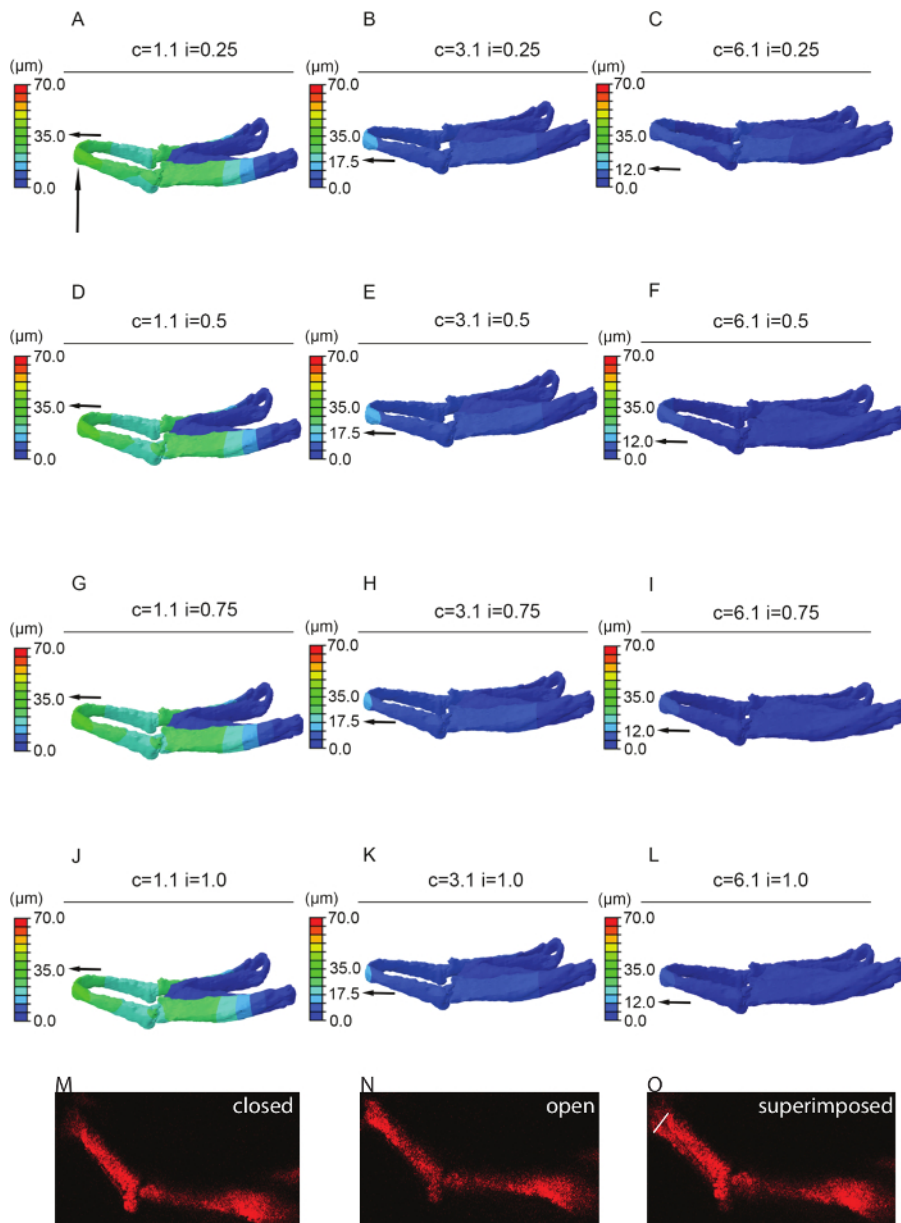 A
B
C
c=1.1 i=0.25
c=3.1 i=0.25
c=6.1 i=0.25
(µm)
(µm)
(µm)
70.0
70.0
70.0
35.0
35.0
35.0
17.5
12.0
0.0
0.0
0.0
D
E
F
c=1.1 i=0.5
c=3.1 i=0.5
c=6.1 i=0.5
(µm)
(µm)
(µm)
70.0
70.0
70.0
35.0
35.0
35.0
17.5
12.0
0.0
0.0
0.0
G
H
I
c=1.1 i=0.75
c=3.1 i=0.75
c=6.1 i=0.75
(µm)
(µm)
(µm)
70.0
70.0
70.0
35.0
35.0
35.0
17.5
12.0
0.0
0.0
0.0
J
K
L
c=1.1 i=1.0
c=3.1 i=1.0
c=6.1 i=1.0
(µm)
(µm)
(µm)
70.0
70.0
70.0
35.0
35.0
35.0
17.5
12.0
0.0
0.0
0.0
M
N
O
closed
open
superimposed